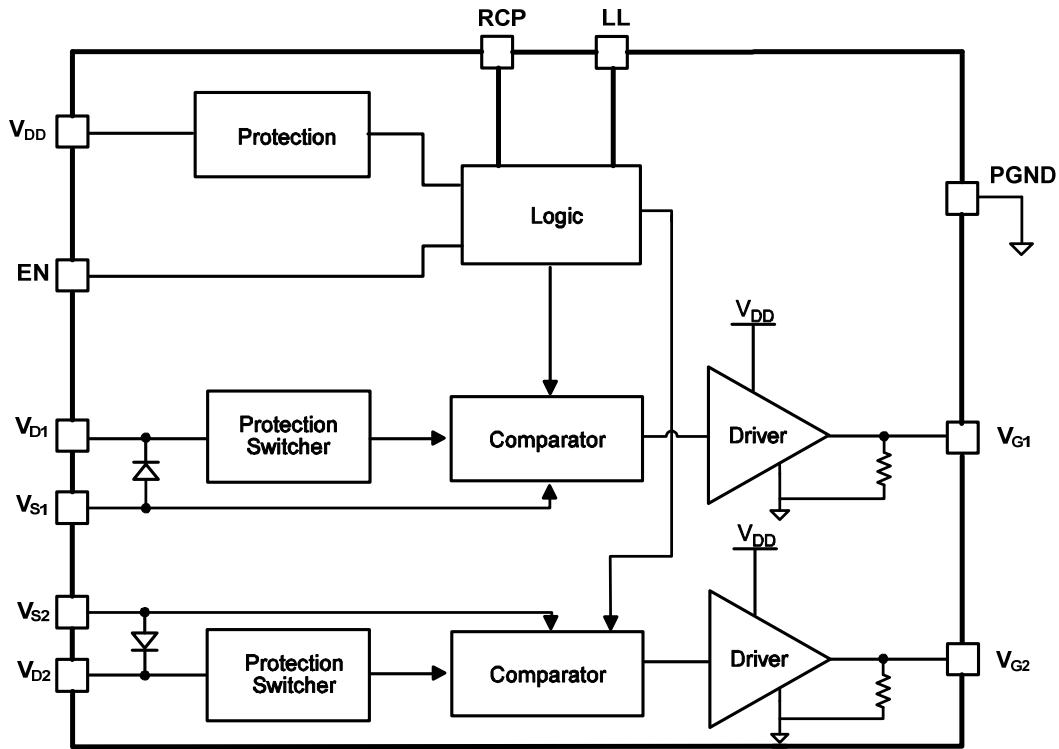 RCP
LL
VDD
Protection
PGND
Logic
EN
VDD
VD1
Protection
Switcher
Comparator
Driver
VG1
VS1
VDD
VS2
VD2
Protection
Switcher
Comparator
Driver
VG2